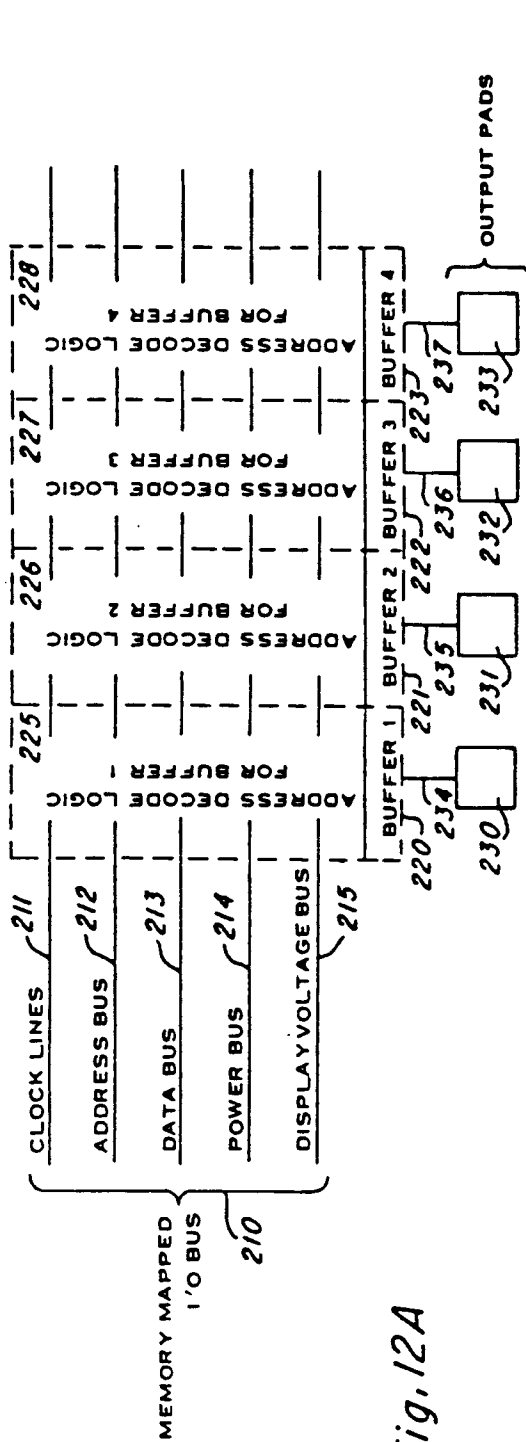 228
227
226
225
ADDRESS DECODE LOGIC
FOR BUFFER 1
ADDRESS DECODE LOGIC
FOR BUFFER 2
ADDRESS DECODE LOGIC
FOR BUFFER 3
ADDRESS DECODE LOGIC
FOR BUFFER 4
CLOCK LINES
211
ADDRESS BUS
212
DATA BUS
213
POWER BUS
214
DISPLAY VOLTAGE BUS
215
MEMORY MAPPED
I'O BUS
210
BUFFER 1
BUFFER 2
BUFFER 3
BUFFER 4
220
221
222
223
234
235
236
237
230
231
232
233
OUTPUT PADS
ig, 12A